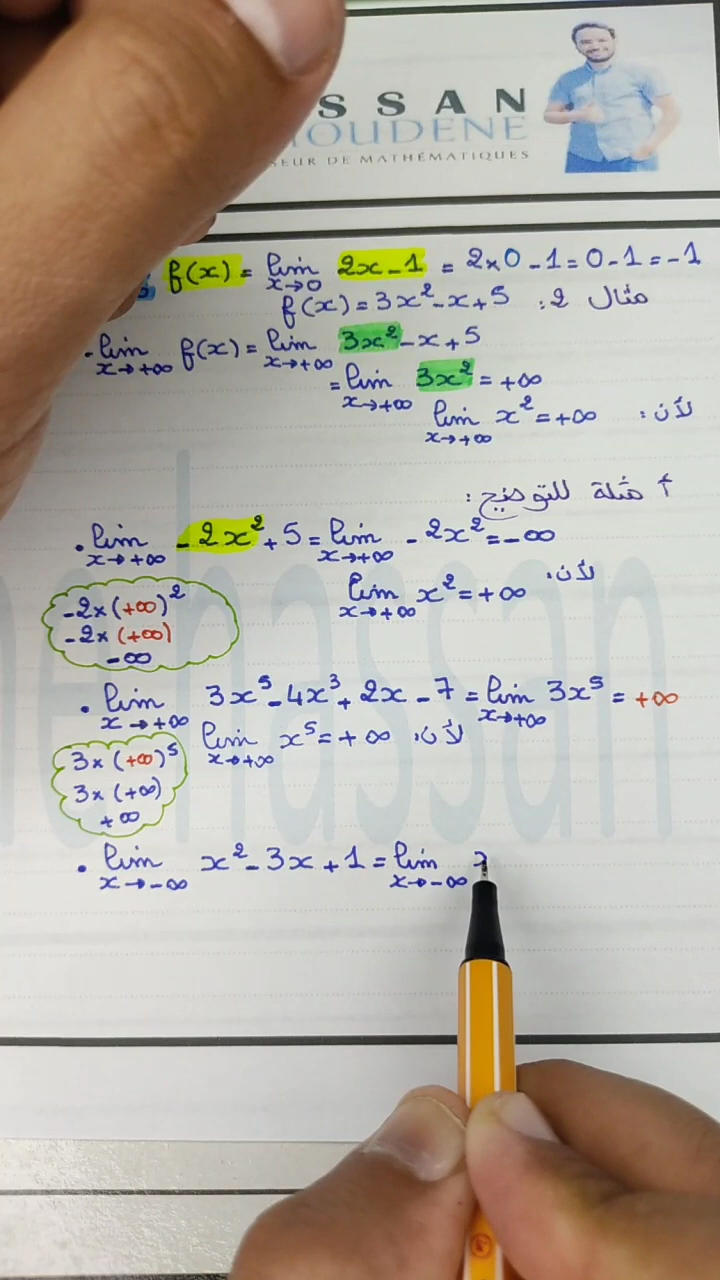 SSAN
OUDENE
SEUR DE MATHÉMATIQUES
f(x) = lim x→0 2x-1 = 2×0-1 = 0-1 = -1
مثال 2: f(x) = 3x²-x+5
. lim x→+∞ f(x) = lim x→+∞ 3x²-x+5
= lim x→+∞ 3x² = +∞
لأن: lim x→+∞ x² = +∞
أمثلة للتوضيح:
. lim x→+∞ -2x²+5 = lim x→+∞ -2x² = -∞
لأن: lim x→+∞ x² = +∞
-2×(+∞)²
-2×(+∞)
-∞
. lim x→+∞ 3x⁵-4x³+2x-7 = lim x→+∞ 3x⁵ = +∞
لأن: lim x→+∞ x⁵ = +∞
3×(+∞)⁵
3×(+∞)
+∞
. lim x→-∞ x²-3x+1 = lim x→-∞
ne hassan